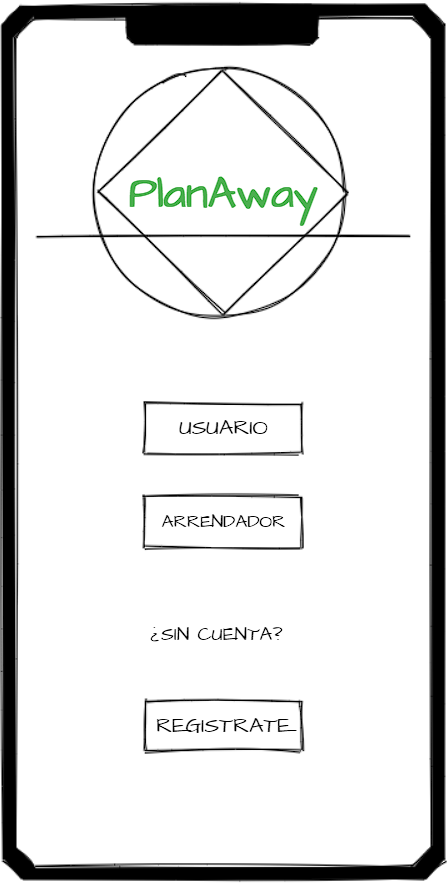 PlanAway
USUARIO
ARRENDADOR
¿SIN CUENTA?
REGISTRATE